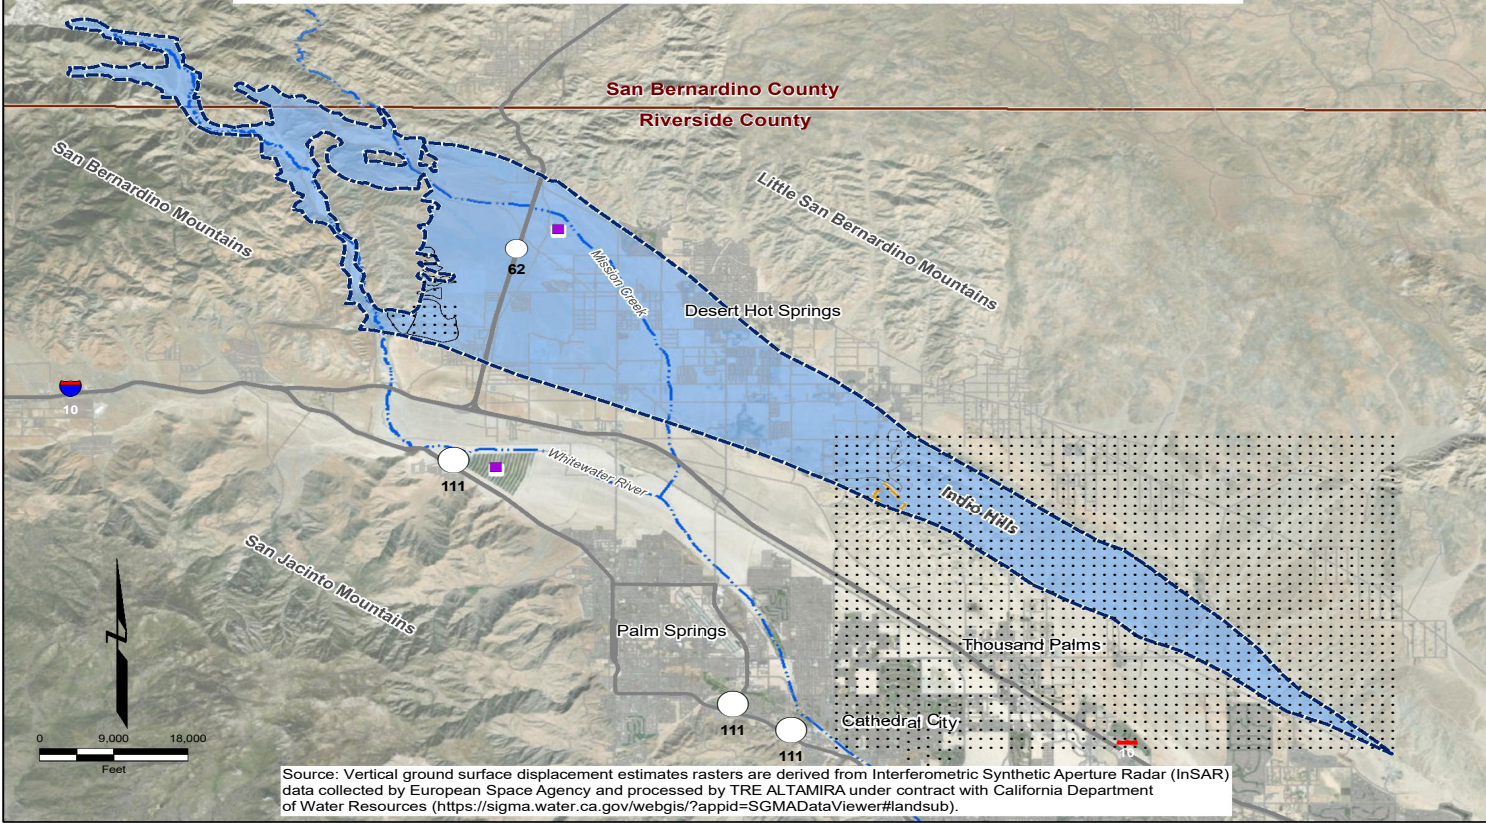 San Bernardino County
Riverside County
San Bernardino Mountains
Little San Bernardino Mountains
62
Mission Creek
Desert Hot Springs
10
Whitewater River
111
Indio Hills
San Jacinto Mountains
Palm Springs
Thousand Palms
Cathedral City
111
111
10
0 9,000 18,000
Feet
Source: Vertical ground surface displacement estimates rasters are derived from Interferometric Synthetic Aperture Radar (InSAR)
data collected by European Space Agency and processed by TRE ALTAMIRA under contract with California Department
of Water Resources (https://sigma.water.ca.gov/webgis/?appid=SGMADataViewer#landsub).